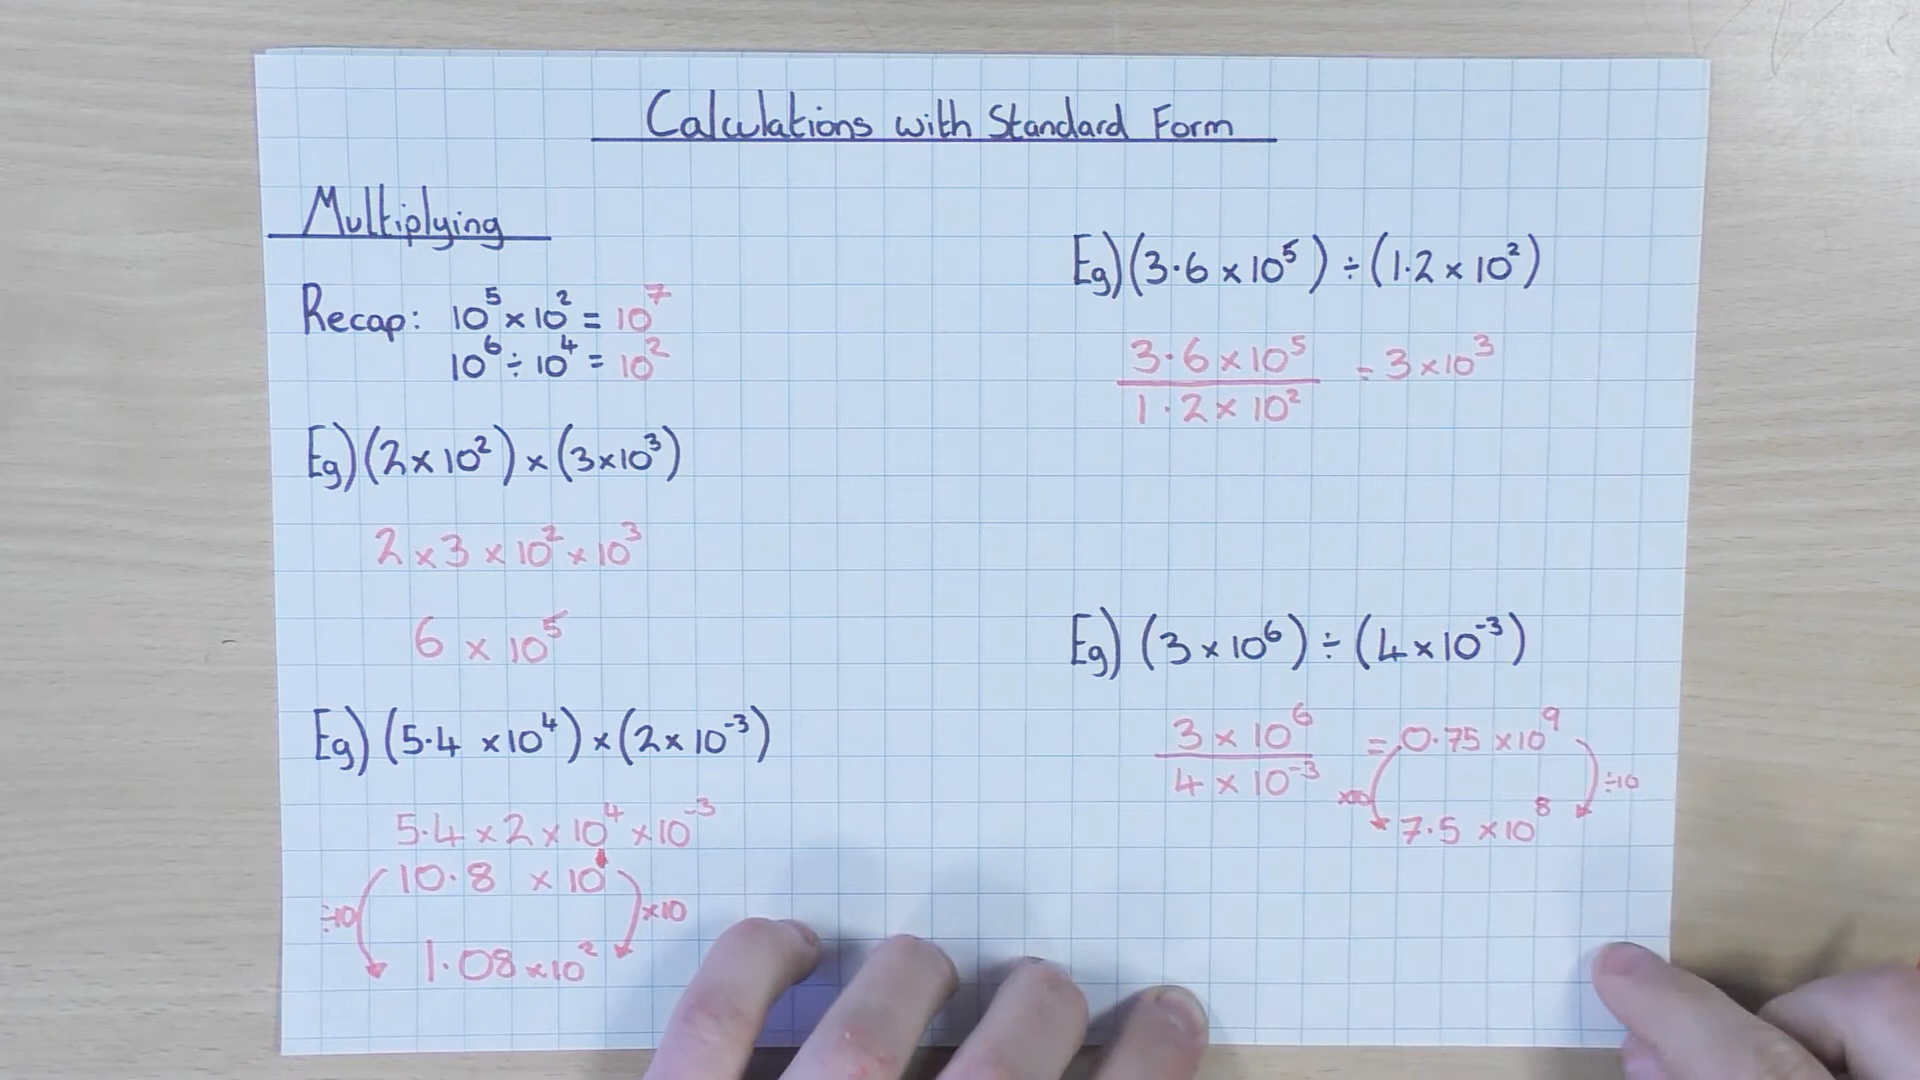 Calculations with Standard Form
Multiplying
Recap: 10⁵ × 10² = 10⁷
10⁶ ÷ 10⁴ = 10²
Eg) (2 × 10²) × (3 × 10³)
2 × 3 × 10² × 10³
6 × 10⁵
Eg) (5.4 × 10⁴) × (2 × 10⁻³)
5.4 × 2 × 10⁴ × 10⁻³
10.8 × 10¹
÷10 ×10
1.08 × 10²
Eg) (3.6 × 10⁵) ÷ (1.2 × 10²)
3.6 × 10⁵ = 3 × 10³
1.2 × 10²
Eg) (3 × 10⁶) ÷ (4 × 10⁻³)
3 × 10⁶ = 0.75 × 10⁹
4 × 10⁻³ ×10 ÷10
7.5 × 10⁸